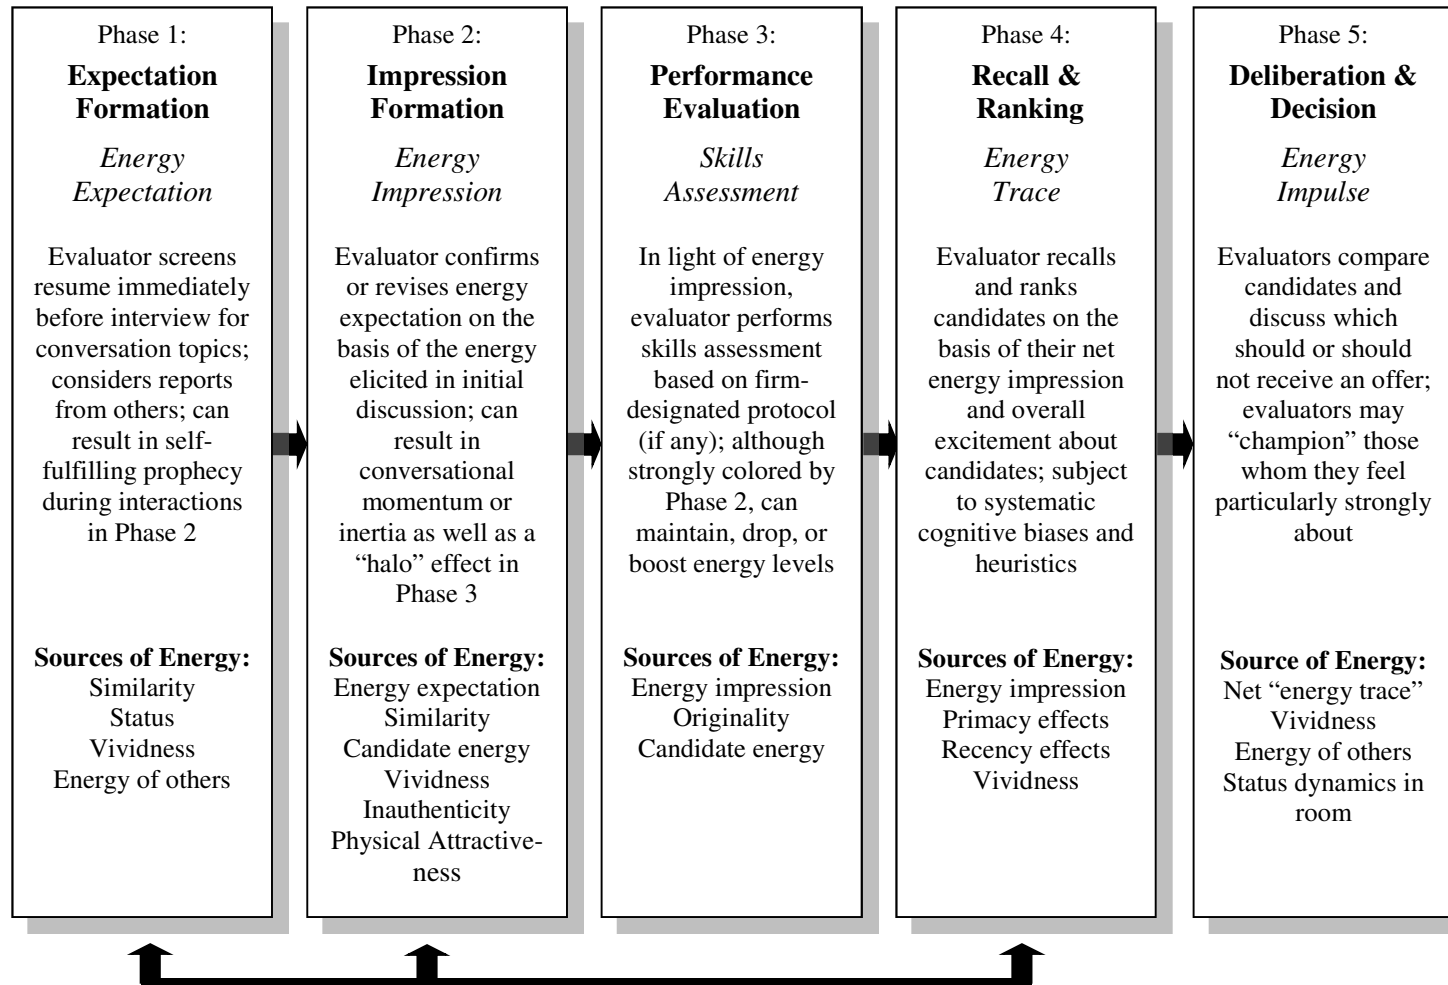 Phase 1:
Expectation
Formation
Energy
Expectation
Evaluator screens
resume immediately
before interview for
conversation topics;
considers reports
from others; can
result in self-
fulfilling prophecy
during interactions
in Phase 2
Sources of Energy:
Similarity
Status
Vividness
Energy of others
Phase 2:
Impression
Formation
Energy
Impression
Evaluator confirms
or revises energy
expectation on the
basis of the energy
elicited in initial
discussion; can
result in
conversational
momentum or
inertia as well as a
“halo” effect in
Phase 3
Sources of Energy:
Energy expectation
Similarity
Candidate energy
Vividness
Inauthenticity
Physical Attractive-
ness
Phase 3:
Performance
Evaluation
Skills
Assessment
In light of energy
impression,
evaluator performs
skills assessment
based on firm-
designated protocol
(if any); although
strongly colored by
Phase 2, can
maintain, drop, or
boost energy levels
Sources of Energy:
Energy impression
Originality
Candidate energy
Phase 4:
Recall &
Ranking
Energy
Trace
Evaluator recalls
and ranks
candidates on the
basis of their net
energy impression
and overall
excitement about
candidates; subject
to systematic
cognitive biases and
heuristics
Sources of Energy:
Energy impression
Primacy effects
Recency effects
Vividness
Phase 5:
Deliberation &
Decision
Energy
Impulse
Evaluators compare
candidates and
discuss which
should or should
not receive an offer;
evaluators may
“champion” those
whom they feel
particularly strongly
about
Source of Energy:
Net “energy trace”
Vividness
Energy of others
Status dynamics in
room